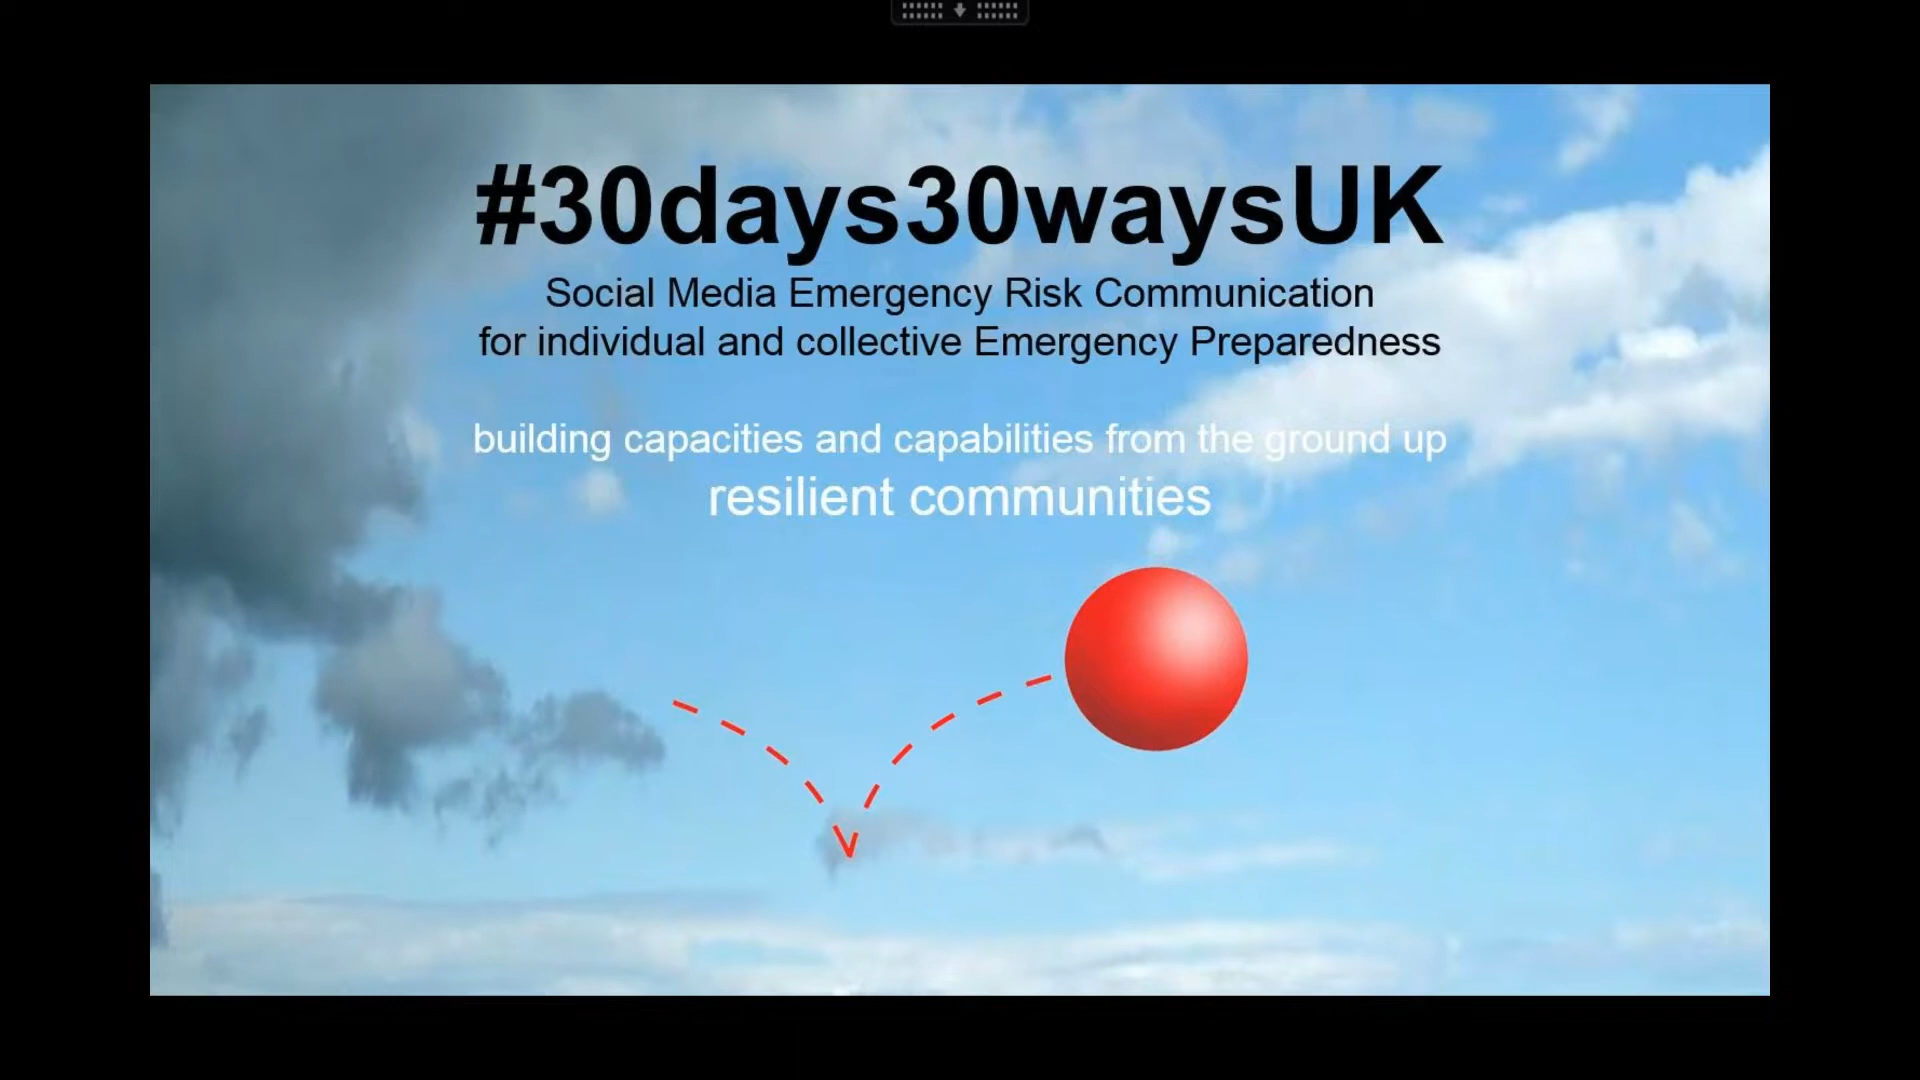 #30days30waysUK
Social Media Emergency Risk Communication
for individual and collective Emergency Preparedness
building capacities and capabilities from the ground up
resilient communities